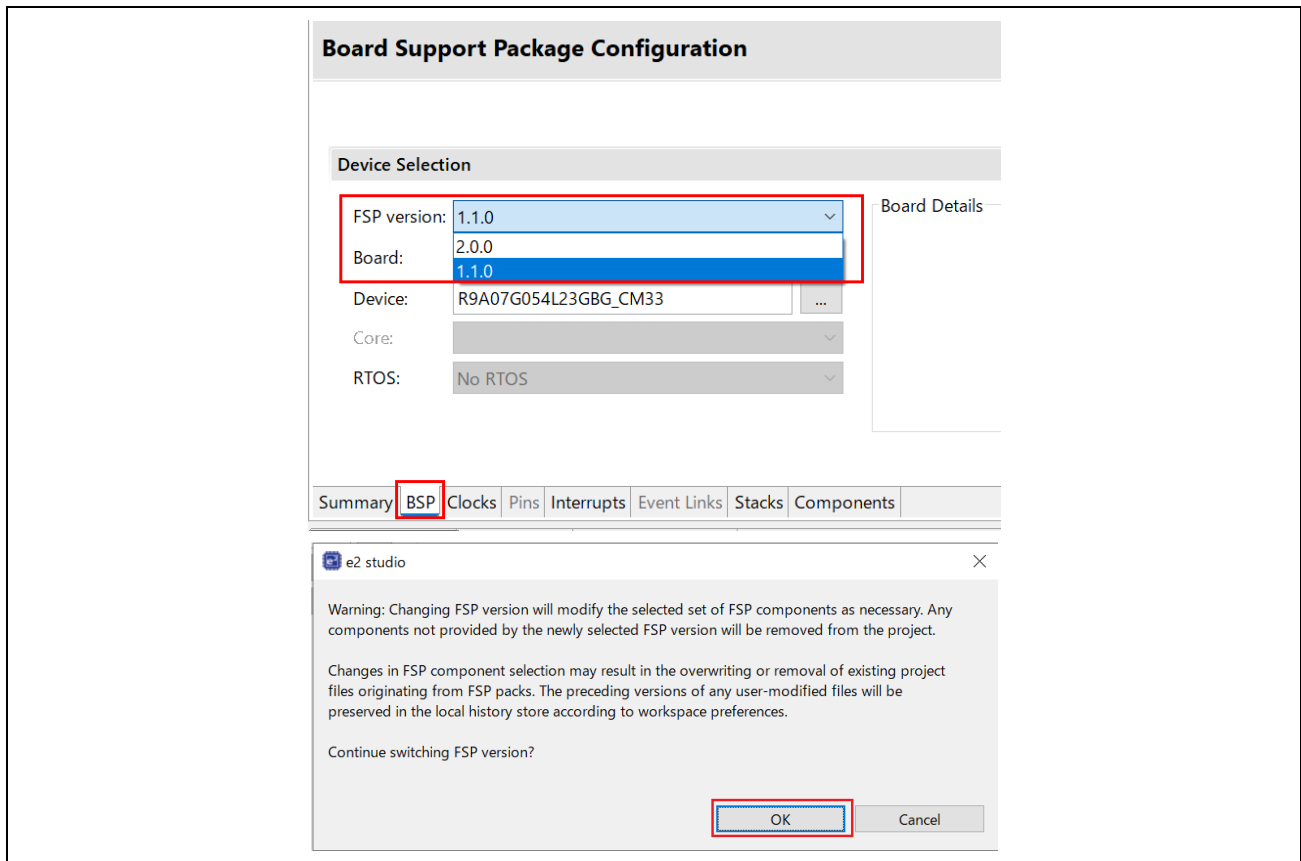 Board Support Package Configuration
Device Selection
FSP version: 1.1.0
Board Details
2.0.0
Board:
1.1.0
Device: R9A07G054L23GBG_CM33 ...
Core:
RTOS: No RTOS
Summary BSP Clocks Pins Interrupts Event Links Stacks Components
e2 studio
Warning: Changing FSP version will modify the selected set of FSP components as necessary. Any
components not provided by the newly selected FSP version will be removed from the project.
Changes in FSP component selection may result in the overwriting or removal of existing project
files originating from FSP packs. The preceding versions of any user-modified files will be
preserved in the local history store according to workspace preferences.
Continue switching FSP version?
OK Cancel